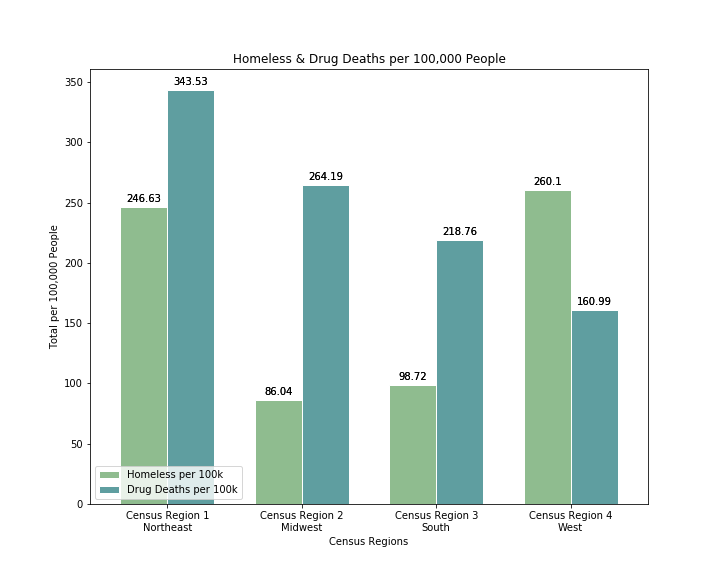 Homeless & Drug Deaths per 100,000 People
Total per 100,000 People
350
300
250
200
150
100
50
0
246.63
343.53
86.04
264.19
98.72
218.76
260.1
160.99
Homeless per 100k
Drug Deaths per 100k
Census Region 1
Northeast
Census Region 2
Midwest
Census Region 3
South
Census Region 4
West
Census Regions